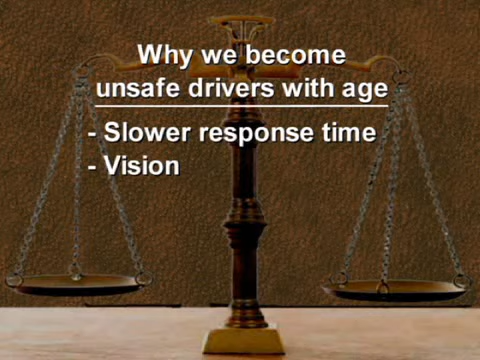 Why we become
unsafe drivers with age
- Slower response time
- Vision